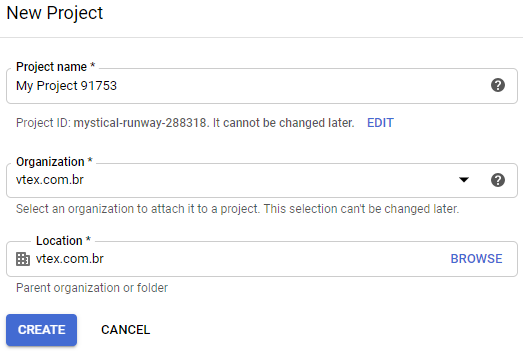 New Project
Project name *
My Project 91753
Project ID: mystical-runway-288318. It cannot be changed later. EDIT
Organization *
vtex.com.br
Select an organization to attach it to a project. This selection can't be changed later.
Location *
vtex.com.br BROWSE
Parent organization or folder
CREATE CANCEL